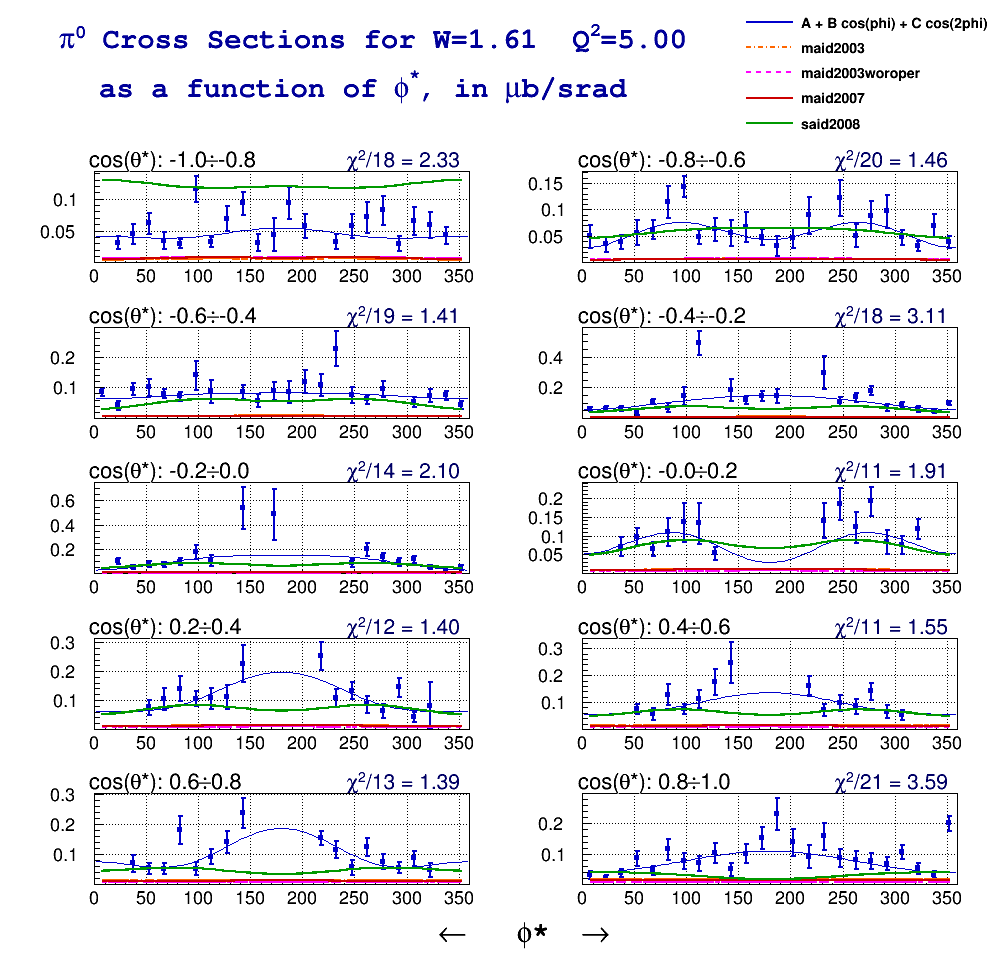 π⁰ Cross Sections for W=1.61 Q²=5.00
as a function of ϕ*, in μb/srad
A + B cos(phi) + C cos(2phi)
maid2003
maid2003woroper
maid2007
said2008
cos(θ*): -1.0÷-0.8 χ²/18 = 2.33
0.1
0.05
0 50 100 150 200 250 300 350
cos(θ*): -0.8÷-0.6 χ²/20 = 1.46
0.15
0.1
0.05
0 50 100 150 200 250 300 350
cos(θ*): -0.6÷-0.4 χ²/19 = 1.41
0.2
0.1
0 50 100 150 200 250 300 350
cos(θ*): -0.4÷-0.2 χ²/18 = 3.11
0.4
0.2
0 50 100 150 200 250 300 350
cos(θ*): -0.2÷0.0 χ²/14 = 2.10
0.6
0.4
0.2
0 50 100 150 200 250 300 350
cos(θ*): -0.0÷0.2 χ²/11 = 1.91
0.2
0.15
0.1
0.05
0 50 100 150 200 250 300 350
cos(θ*): 0.2÷0.4 χ²/12 = 1.40
0.3
0.2
0.1
0 50 100 150 200 250 300 350
cos(θ*): 0.4÷0.6 χ²/11 = 1.55
0.3
0.2
0.1
0 50 100 150 200 250 300 350
cos(θ*): 0.6÷0.8 χ²/13 = 1.39
0.3
0.2
0.1
0 50 100 150 200 250 300 350
cos(θ*): 0.8÷1.0 χ²/21 = 3.59
0.2
0.1
0 50 100 150 200 250 300 350
← ϕ* →